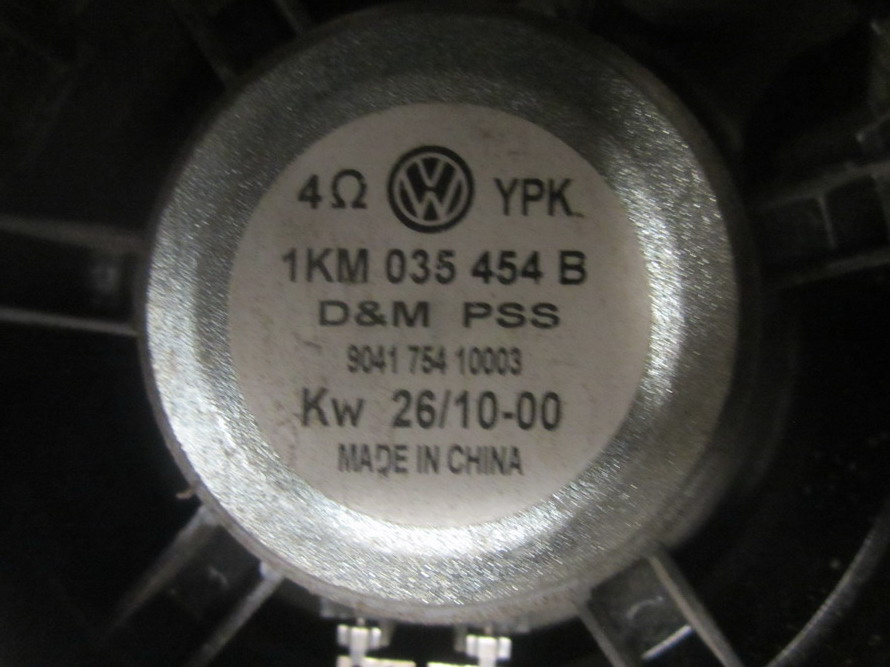 4Ω VW YPK
1KM 035 454 B
D&M PSS
9041 754 10003
Kw 26/10-00
MADE IN CHINA